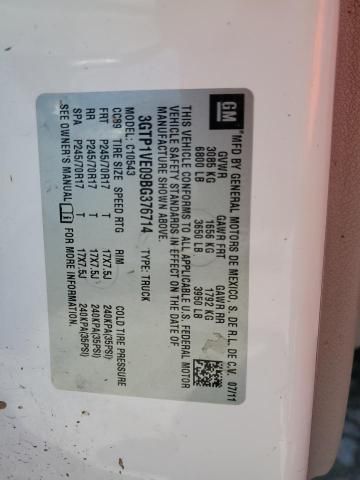 GM
MFD BY GENERAL MOTORS DE MEXICO, S. DE R.L. DE C.V. 07/11
GVWR GAWR FRT GAWR RR
3085 KG 1656 KG 1792 KG
6800 LB 3650 LB 3950 LB
THIS VEHICLE CONFORMS TO ALL APPLICABLE U.S. FEDERAL MOTOR
VEHICLE SAFETY STANDARDS IN EFFECT ON THE DATE OF
MANUFACTURE SHOWN ABOVE.
3GTP1VE09BG376714 TYPE: TRUCK
MODEL: C10543
CC89 TIRE SIZE SPEED RTG RIM COLD TIRE PRESSURE
FRT P245/70R17 T 17X7.5J 240KPA(35PSI)
RR P245/70R17 T 17X7.5J 240KPA(35PSI)
SPA P245/70R17 T 17X7.5J 240KPA(35PSI)
SEE OWNER'S MANUAL FOR MORE INFORMATION.